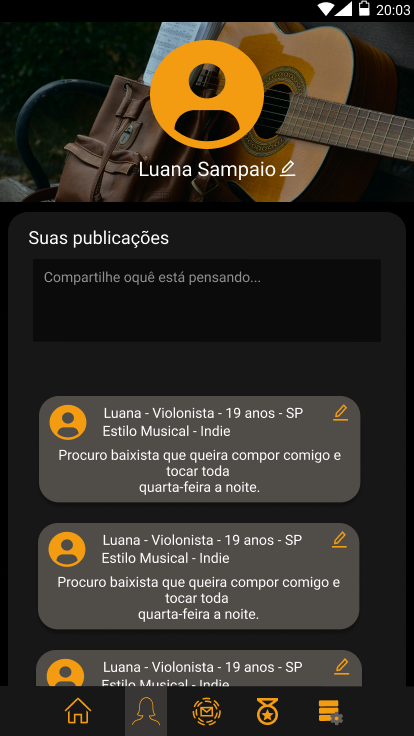 20:03
Luana Sampaio
Suas publicações
Compartilhe oquê está pensando...
Luana - Violonista - 19 anos - SP
Estilo Musical - Indie
Procuro baixista que queira compor comigo e
tocar toda
quarta-feira a noite.
Luana - Violonista - 19 anos - SP
Estilo Musical - Indie
Procuro baixista que queira compor comigo e
tocar toda
quarta-feira a noite.
Luana - Violonista - 19 anos - SP
Estilo Musical - Indie